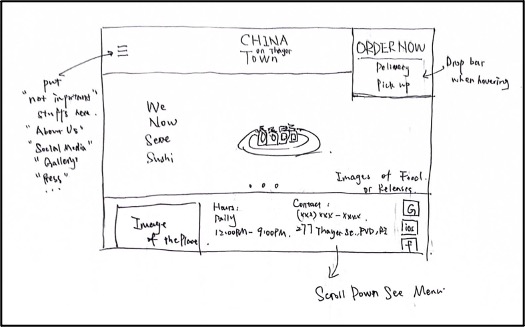 CHINA
on Thayer
Town
ORDER NOW
Delivery
Pick up
Drop bar
when hovering
put
"not important"
stuffs here.
"About Us"
"Social Media"
"Gallery"
"Press"
...
We
Now
Serve
Sushi
Images of Food
or Releases.
Image
of the Place
Hours:
Daily
12:00PM - 9:00PM.
Contact:
(xxx) xxx - xxxx
277 Thayer St., PVD, RI
G
ins
f
Scroll Down See Menu.